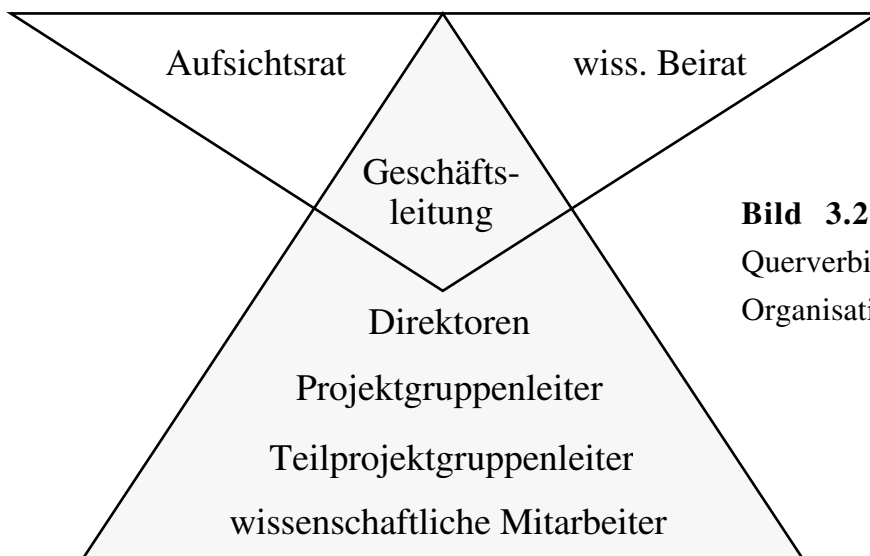 Aufsichtsrat
wiss. Beirat
Geschäfts-
leitung
Bild 3.2
Direktoren
Projektgruppenleiter
Teilprojektgruppenleiter
wissenschaftliche Mitarbeiter